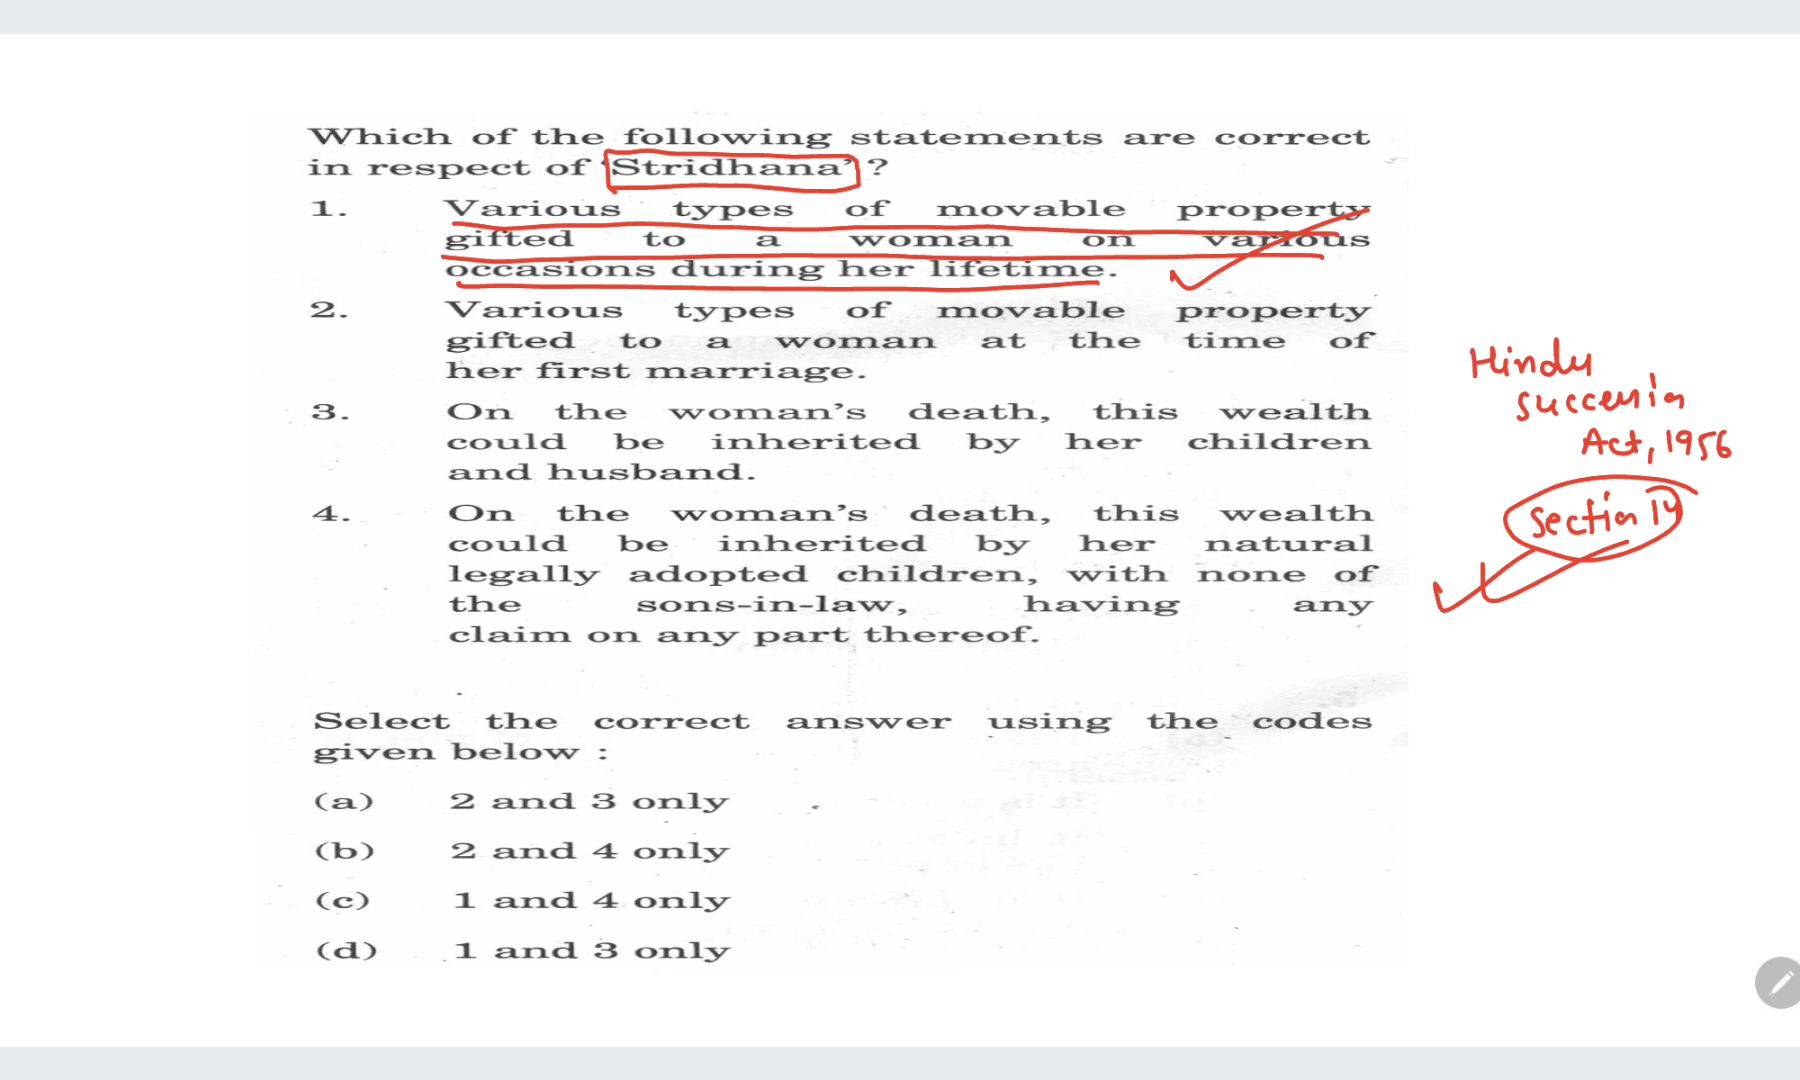 Which of the following statements are correct
in respect of 'Stridhana' ?
1. Various types of movable property
gifted to a woman on various
occasions during her lifetime.
2. Various types of movable property
gifted to a woman at the time of
her first marriage.
3. On the woman's death, this wealth
could be inherited by her children
and husband.
4. On the woman's death, this wealth
could be inherited by her natural
legally adopted children, with none of
the sons-in-law, having any
claim on any part thereof.
Select the correct answer using the codes
given below :
(a) 2 and 3 only
(b) 2 and 4 only
(c) 1 and 4 only
(d) 1 and 3 only
Hindu
Succession
Act, 1956
Section 14